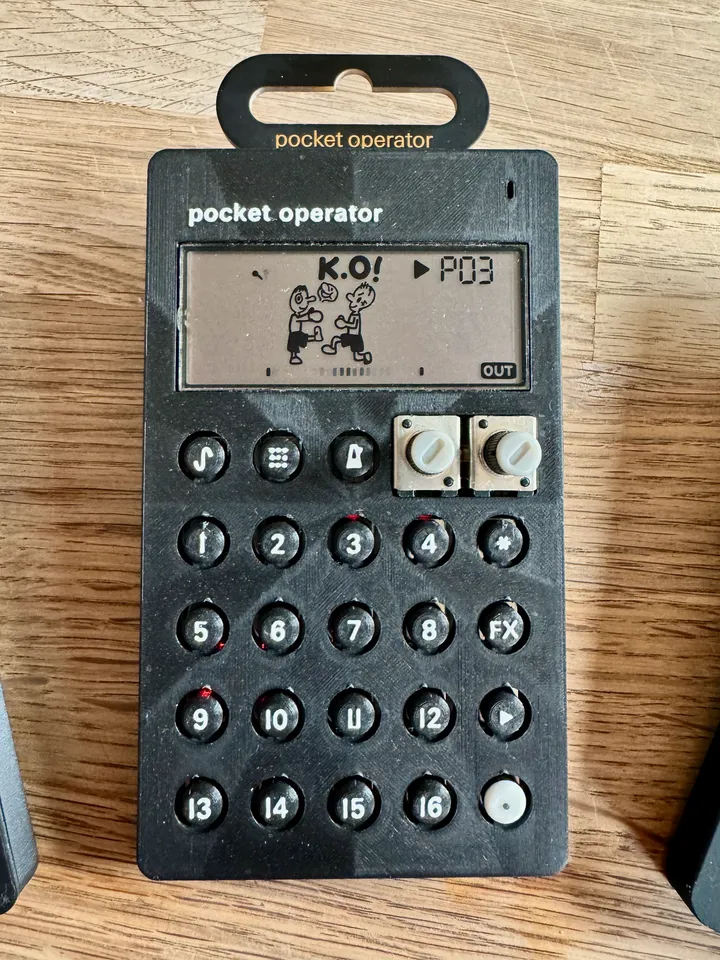 pocket operator
pocket operator
K.O! P03
OUT
1 2 3 4 *
5 6 7 8 FX
9 10 11 12
13 14 15 16